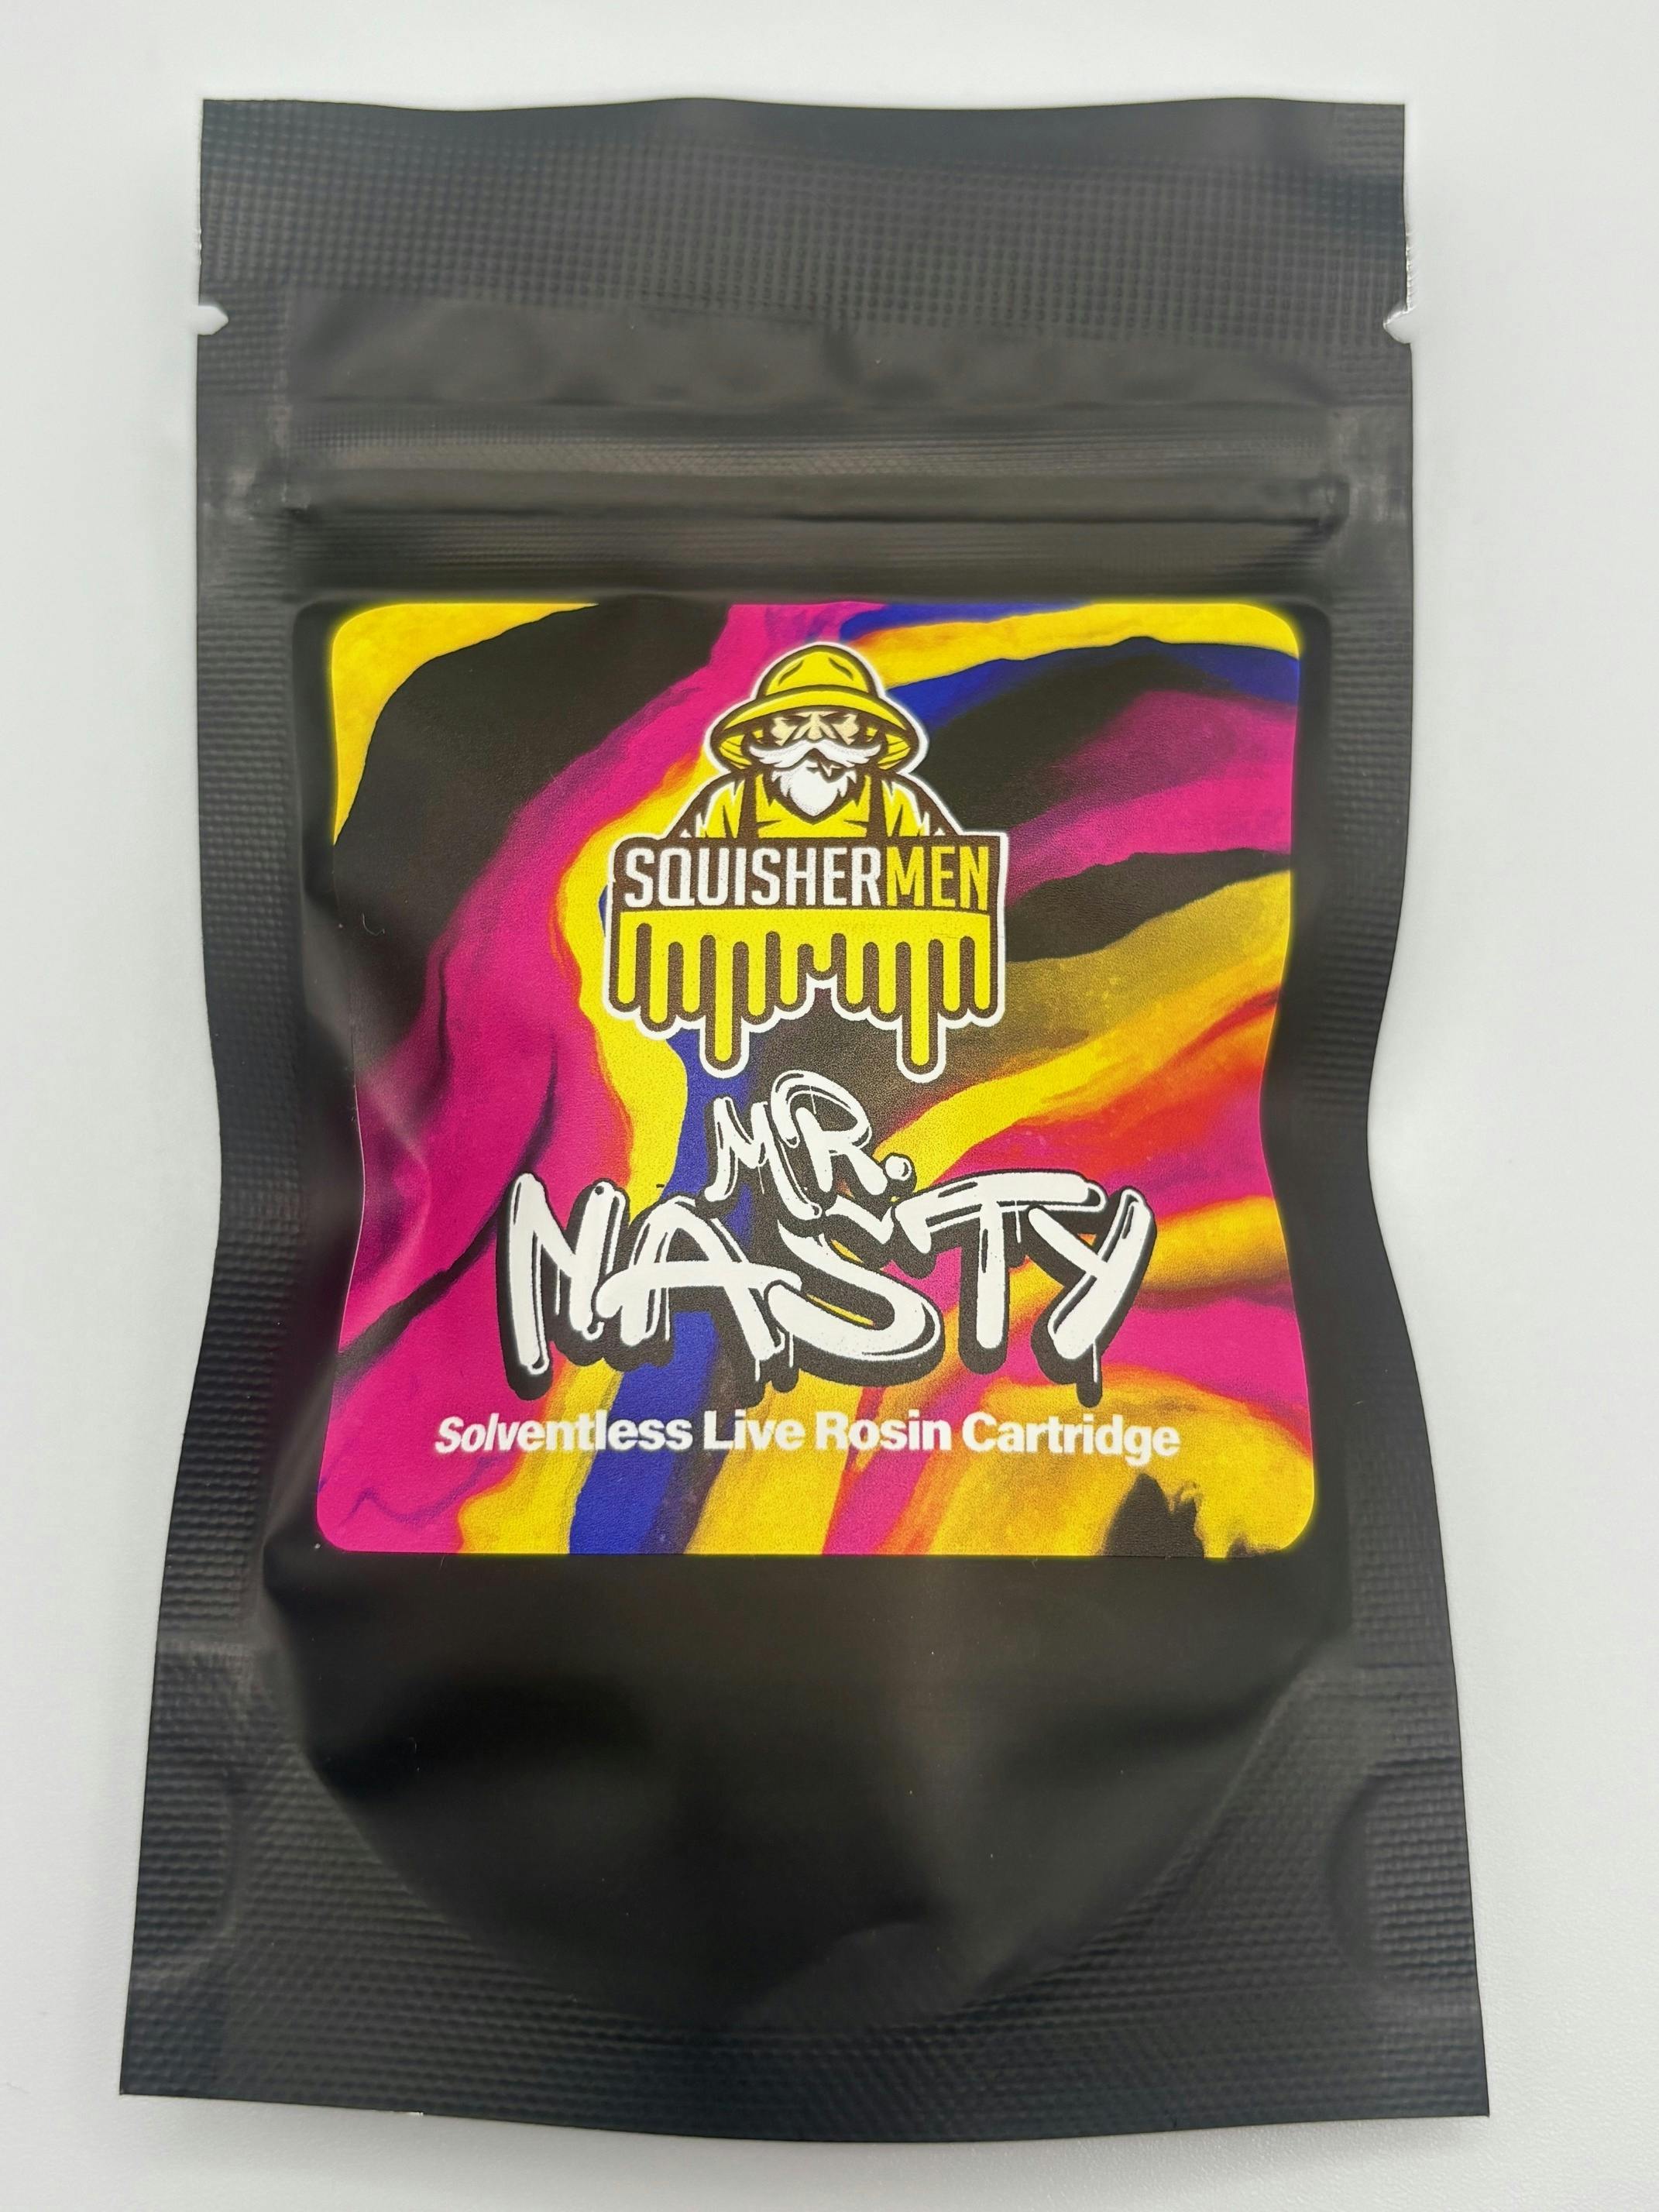 SQUISHERMEN
MR.
NASTY
Solventless Live Rosin Cartridge